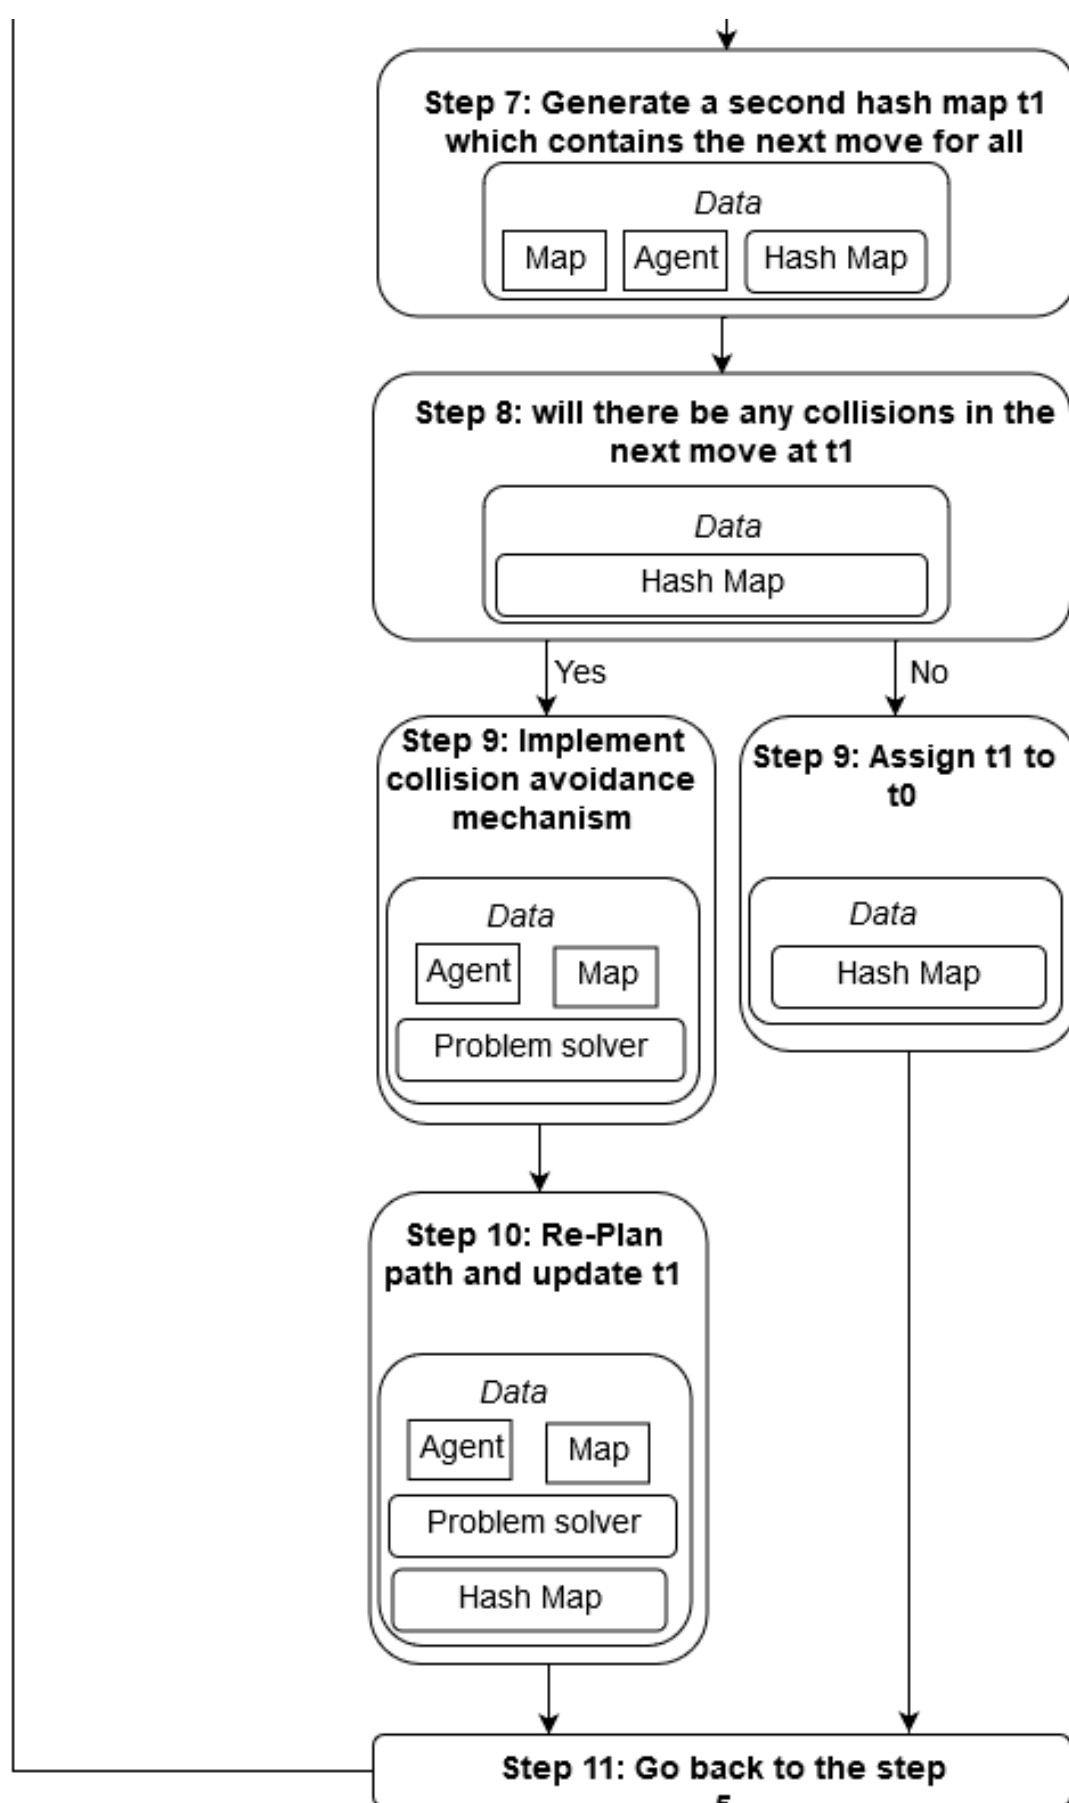 Step 7: Generate a second hash map t1
which contains the next move for all
Data
Map Agent Hash Map
Step 8: will there be any collisions in the
next move at t1
Data
Hash Map
Yes No
Step 9: Implement
collision avoidance
mechanism
Data
Agent Map
Problem solver
Step 9: Assign t1 to
t0
Data
Hash Map
Step 10: Re-Plan
path and update t1
Data
Agent Map
Problem solver
Hash Map
Step 11: Go back to the step